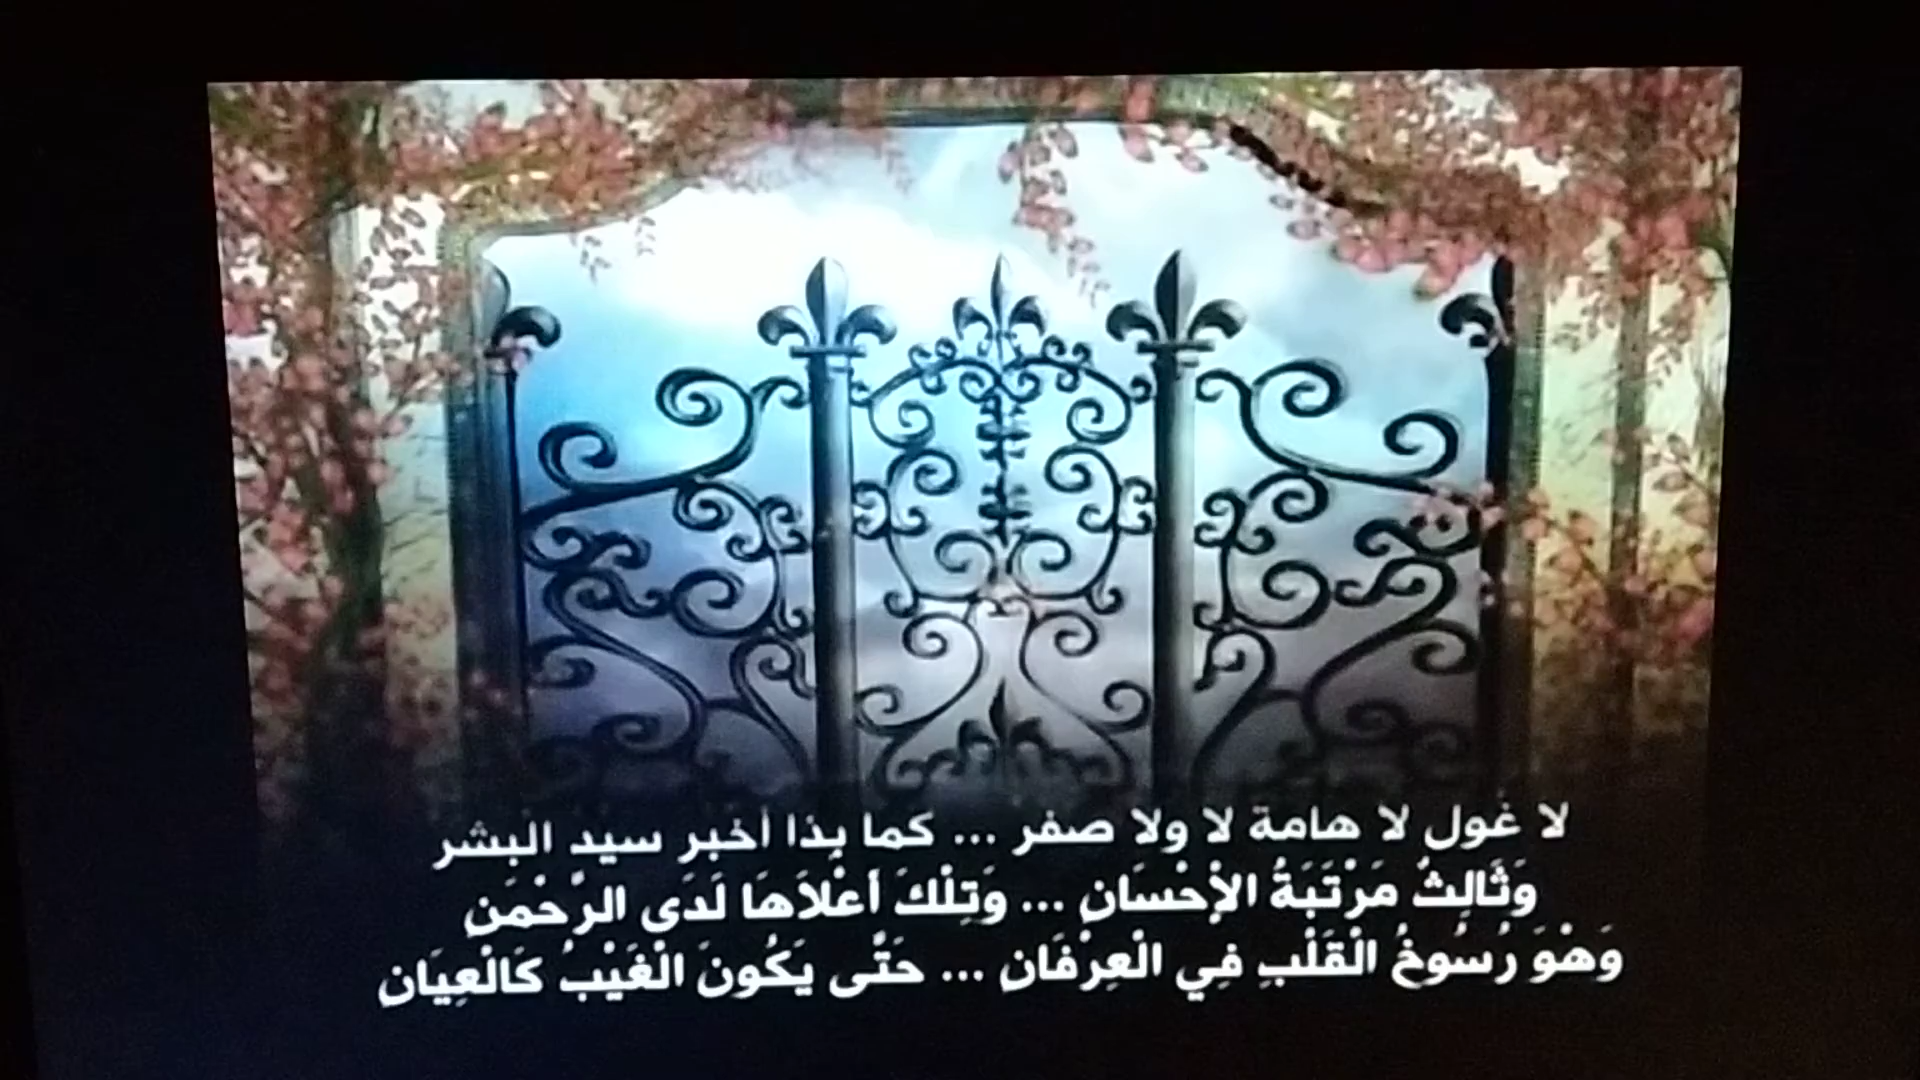 لا غول لا هامة لا ولا صفر ... كما بذا أخبر سيد البشر
وَثَالِثٌ مَرْتَبَةُ الإِحْسَانِ ... وَتِلْكَ أَعْلاَهَا لَدَى الرَّحْمَنِ
وَهْوَ رُسُوخُ الْقَلْبِ فِي الْعِرْفَانِ ... حَتَّى يَكُونَ الْغَيْبُ كَالْعِيَانِ